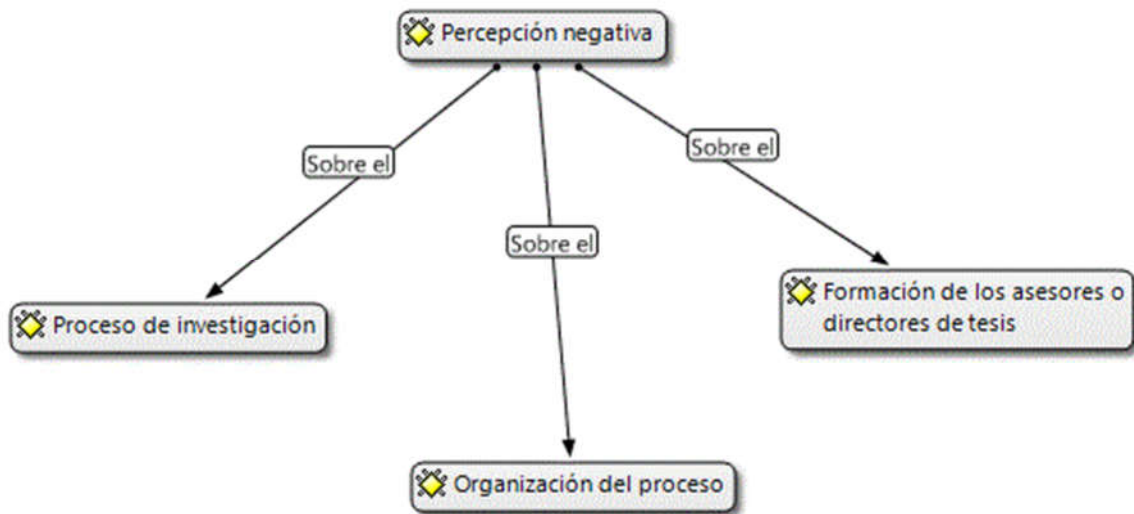 Percepción negativa
Sobre el
Sobre el
Sobre el
Proceso de investigación
Formación de los asesores o
directores de tesis
Organización del proceso